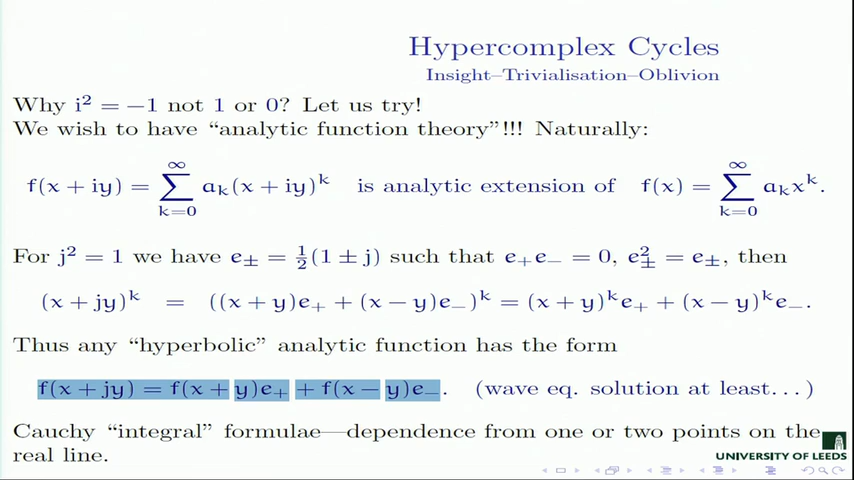 Hypercomplex Cycles
Insight–Trivialisation–Oblivion
Why i² = −1 not 1 or 0? Let us try!
We wish to have “analytic function theory”!!! Naturally:
f(x + iy) = ∑_{k=0}^{∞} a_k(x + iy)^k is analytic extension of f(x) = ∑_{k=0}^{∞} a_k x^k.
For j² = 1 we have e_± = ½(1 ± j) such that e_+e_− = 0, e_±² = e_±, then
(x + jy)^k = ((x + y)e_+ + (x − y)e_−)^k = (x + y)^k e_+ + (x − y)^k e_−.
Thus any “hyperbolic” analytic function has the form
f(x + jy) = f(x + y)e_+ + f(x − y)e_−. (wave eq. solution at least...)
Cauchy “integral” formulae—dependence from one or two points on the
real line.
UNIVERSITY OF LEEDS